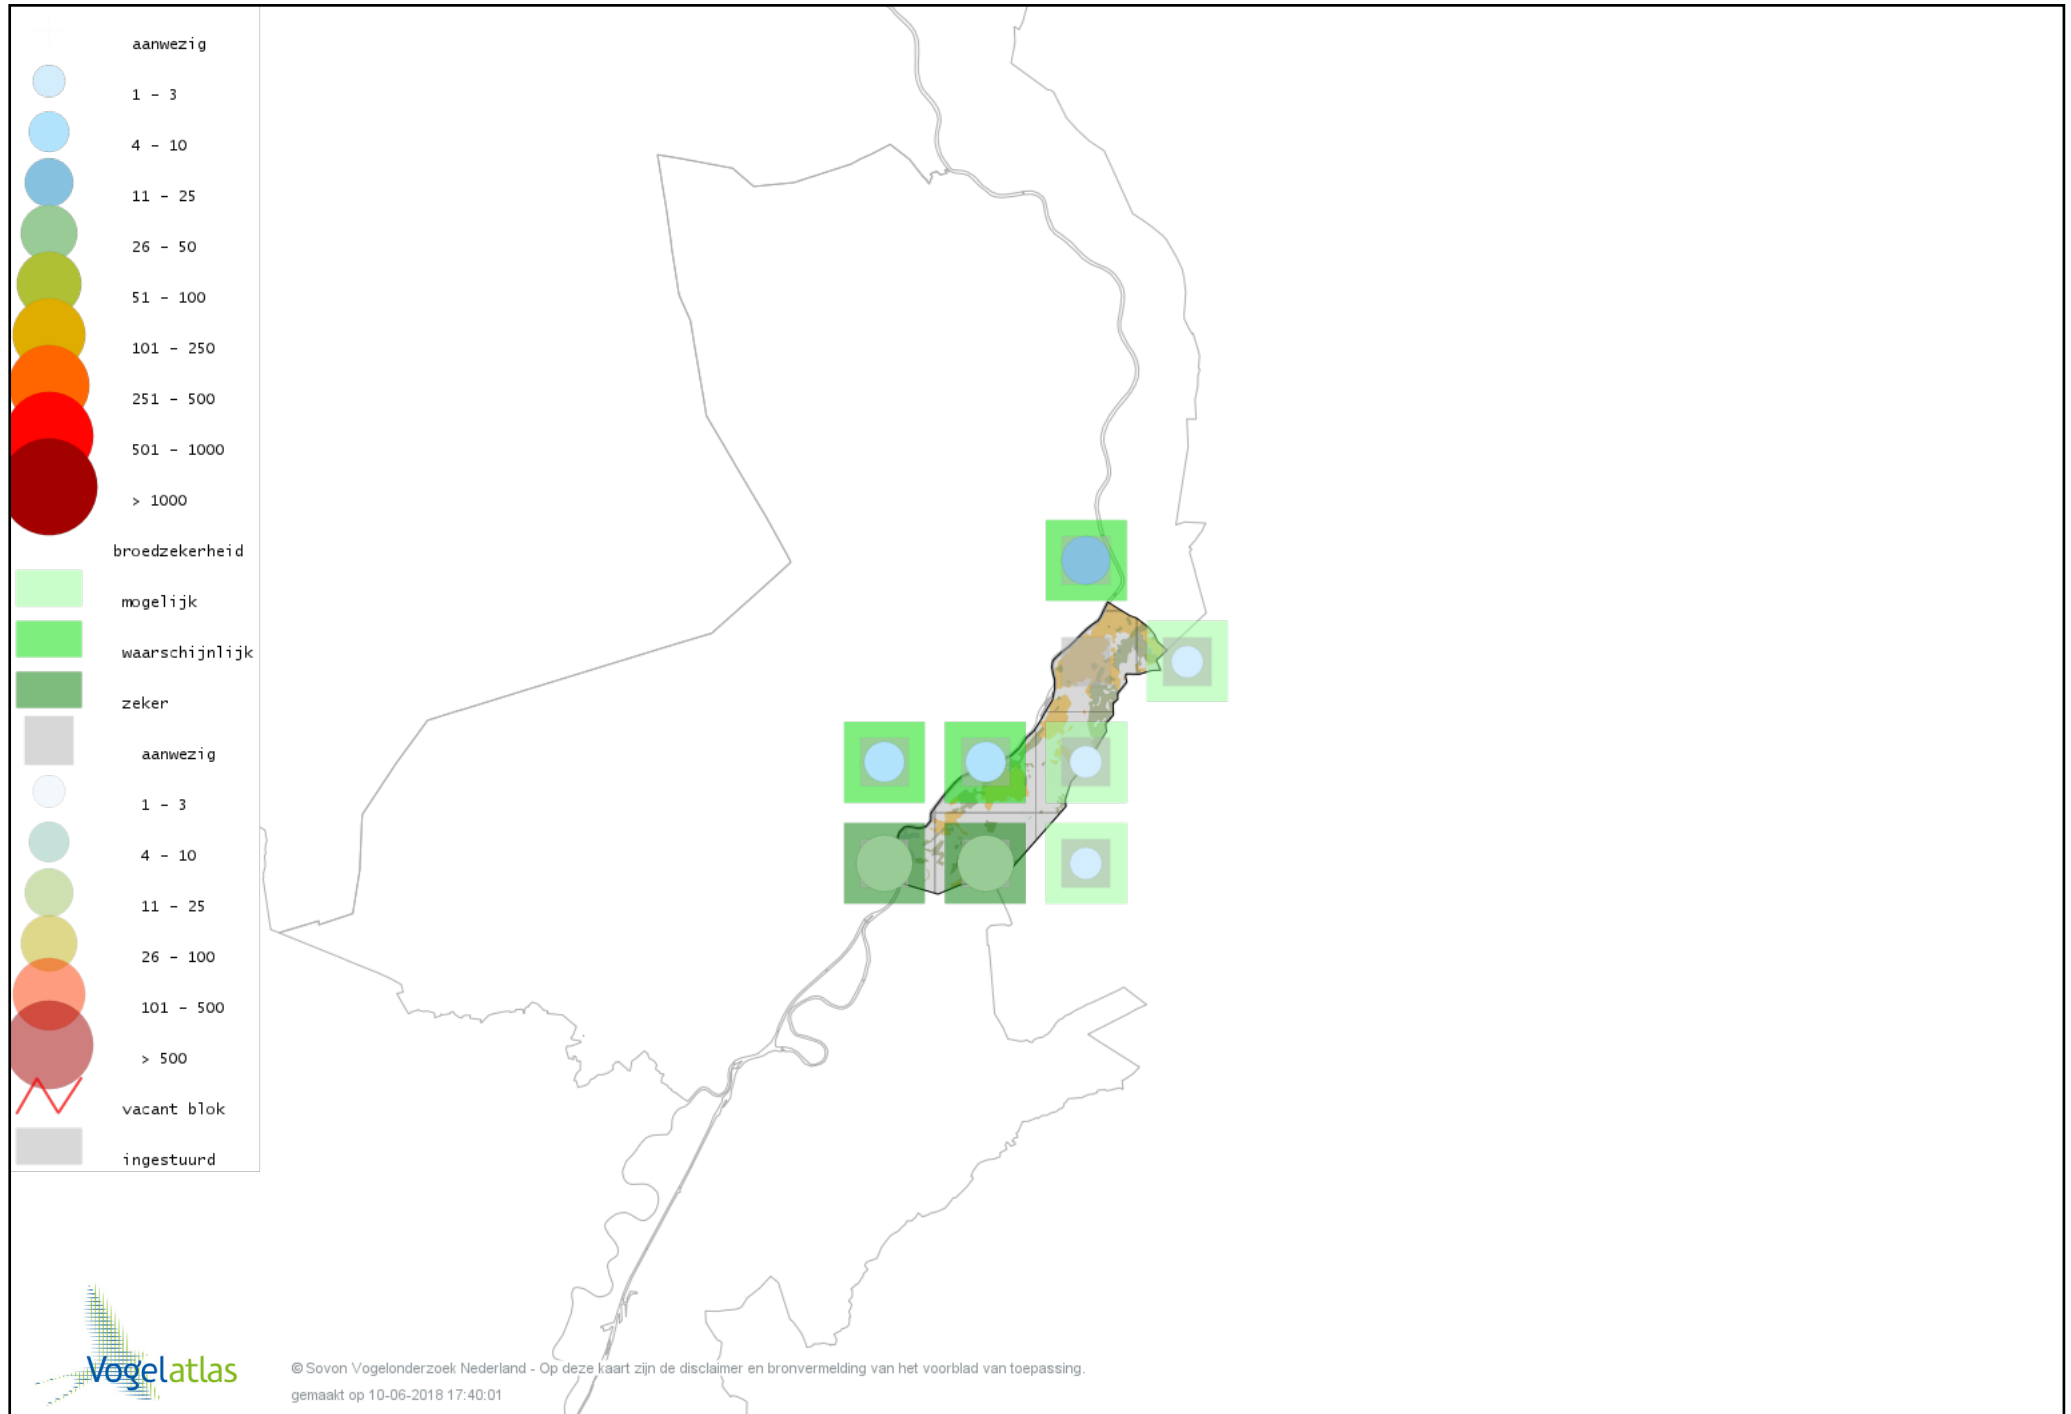 aanwezig
1 - 3
4 - 10
11 - 25
26 - 50
51 - 100
101 - 250
251 - 500
501 - 1000
> 1000
broedzekerheid
mogelijk
waarschijnlijk
zeker
aanwezig
1 - 3
4 - 10
11 - 25
26 - 100
101 - 500
> 500
vacant blok
ingestuurd
Vogelatlas
© Sovon Vogelonderzoek Nederland - Op deze kaart zijn de disclaimer en bronvermelding van het voorblad van toepassing.
gemaakt op 10-06-2018 17:40:01